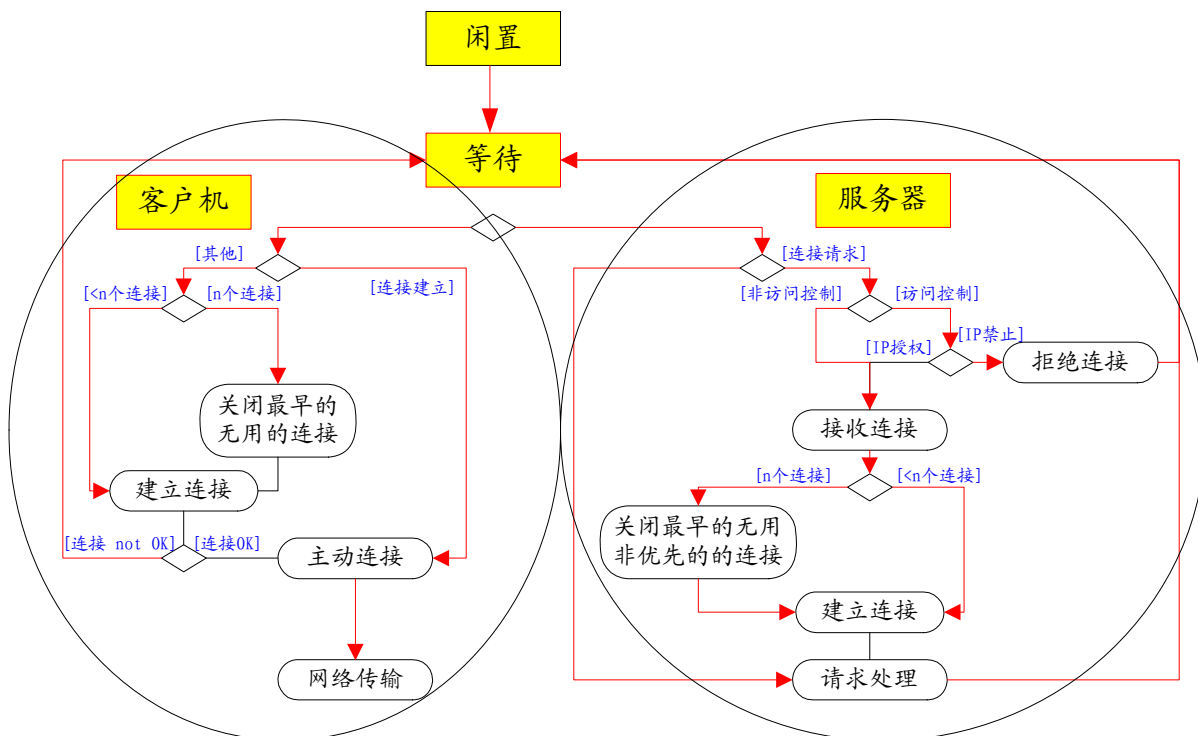 闲置
等待
客户机
服务器
[其他]
[连接请求]
[连接建立]
[<n个连接]
[n个连接]
[非访问控制]
[访问控制]
[IP授权]
[IP禁止]
拒绝连接
关闭最早的
无用的连接
接收连接
建立连接
[n个连接]
[<n个连接]
[连接 not OK]
[连接OK]
主动连接
关闭最早的无用
非优先的的连接
建立连接
网络传输
请求处理